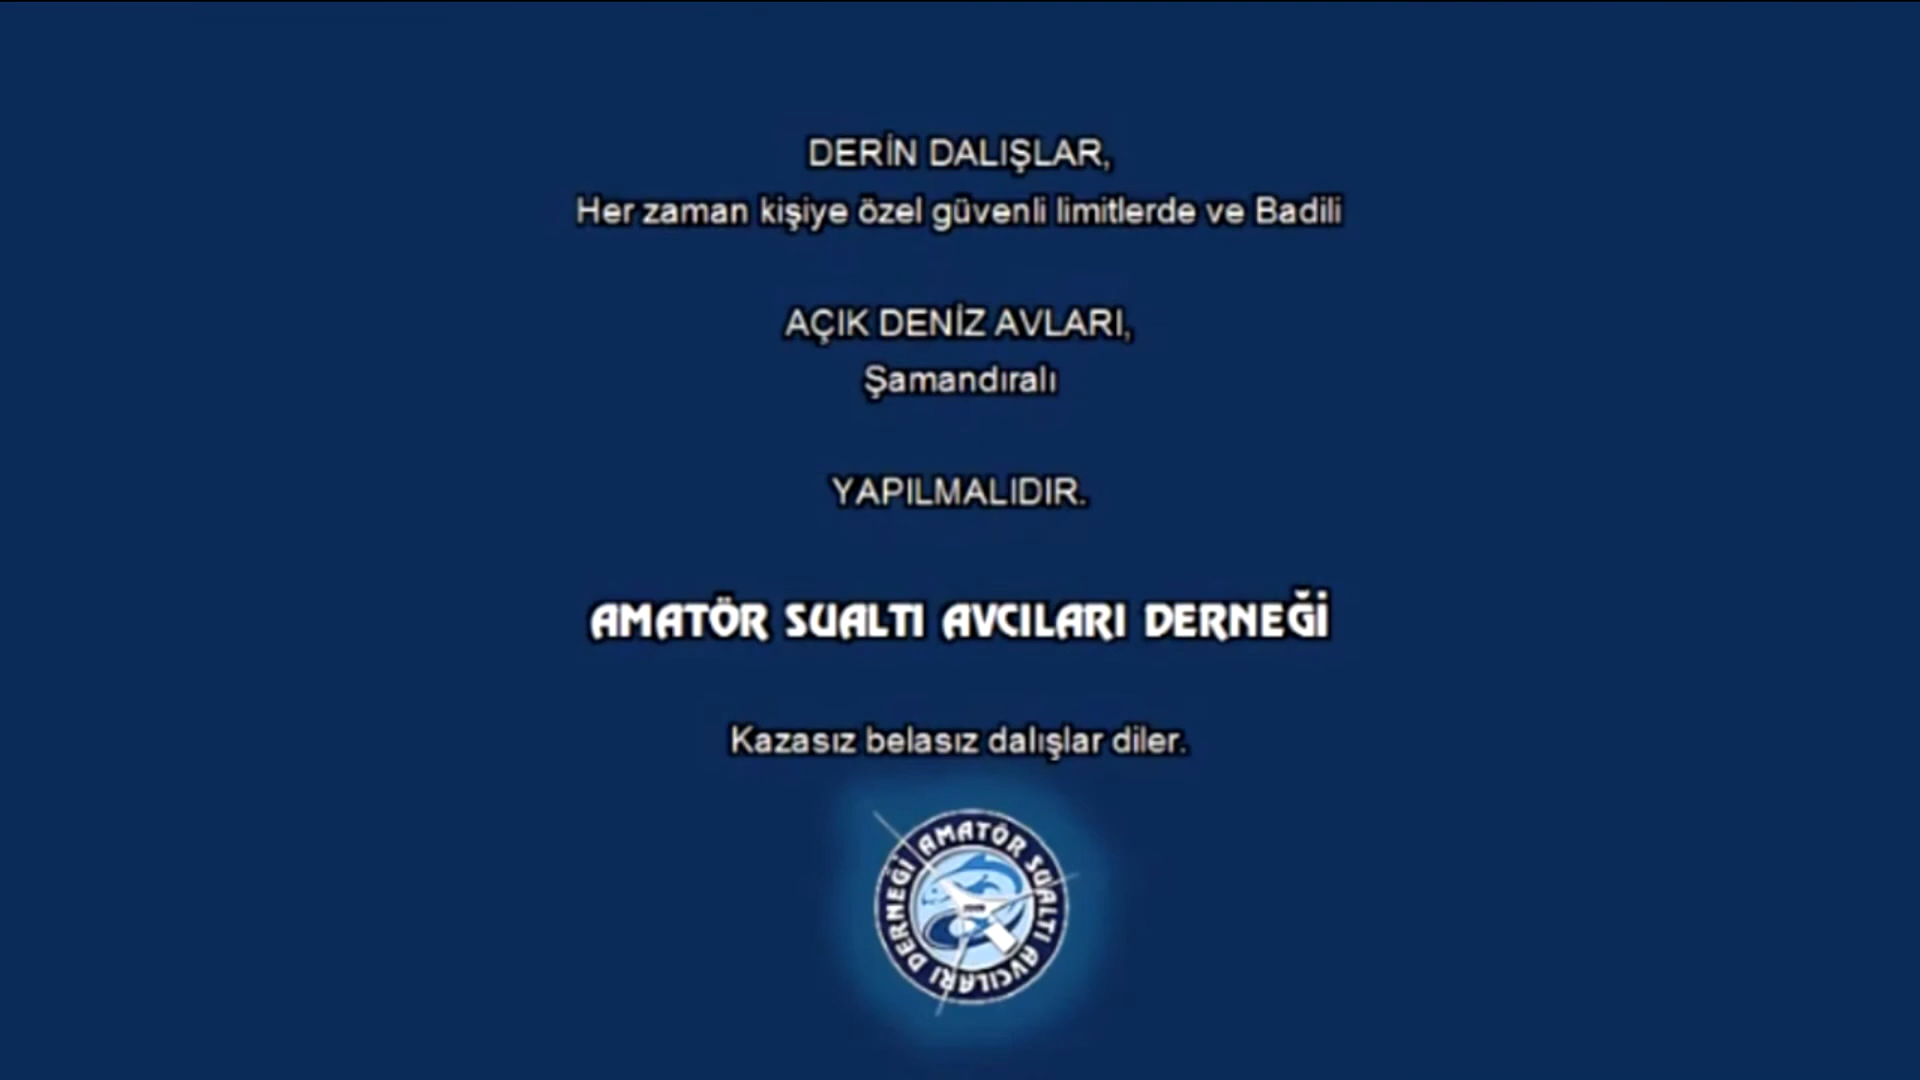 DERİN DALIŞLAR,
Her zaman kişiye özel güvenli limitlerde ve Badili
AÇIK DENİZ AVLARI,
Şamandıralı
YAPILMALIDIR.
AMATÖR SUALTI AVCILARI DERNEĞİ
Kazasız belasız dalışlar diler.
AMATÖR SUALTI AVCILARI DERNEĞİ